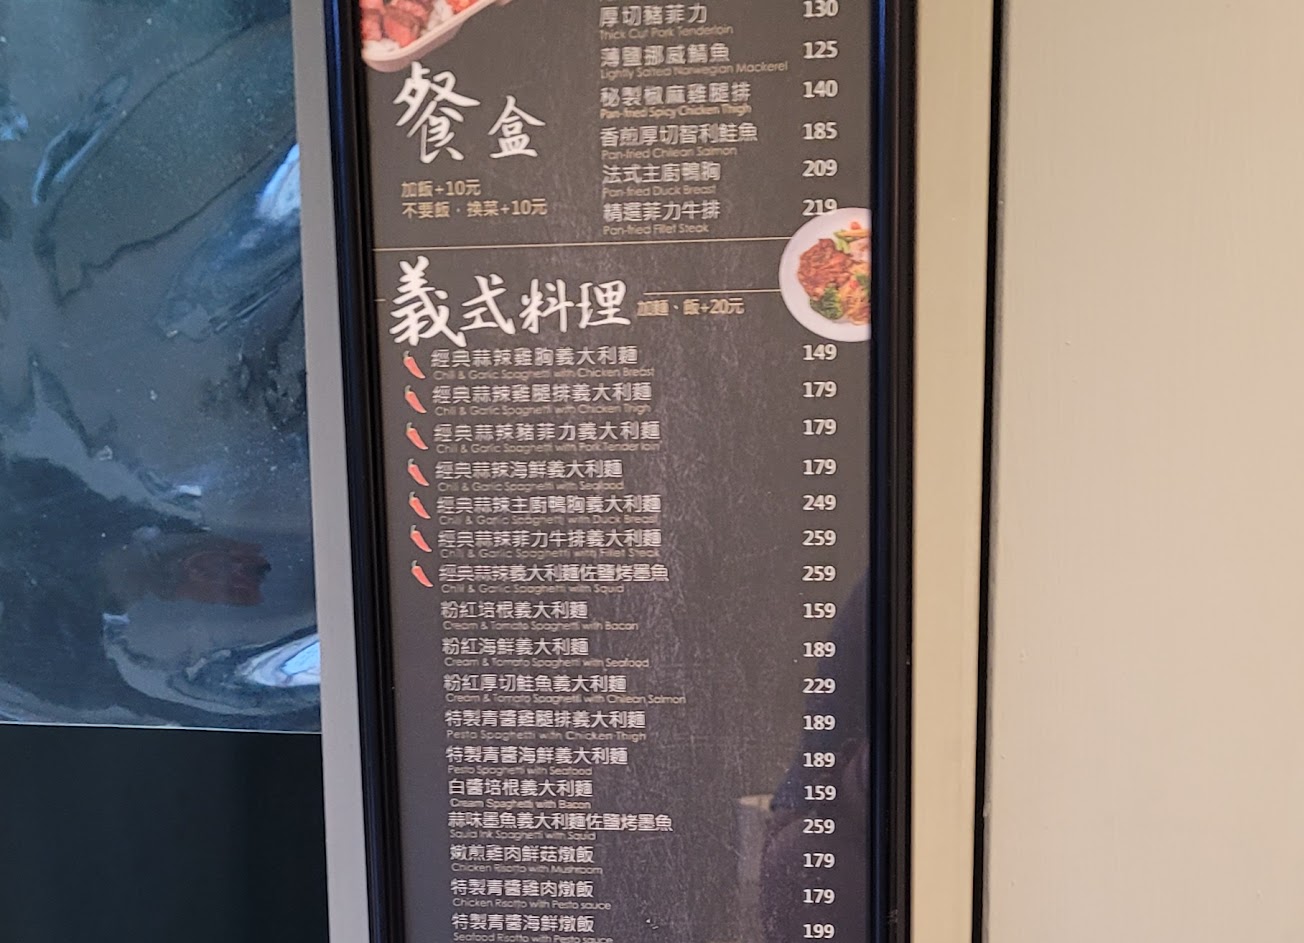 厚切豬菲力 130
Thick Cut Pork Tenderloin
薄鹽挪威鯖魚 125
Lightly Salted Norwegian Mackerel
秘製椒麻雞腿排 140
Pan-fried Spicy Chicken Thigh
香煎厚切智利鮭魚 185
Pan-fried Chilean Salmon
法式主廚鴨胸 209
Pan-fried Duck Breast
精選菲力牛排 219
Pan-fried Fillet Steak
餐盒
加飯+10元
不要飯，換菜+10元
義式料理 加麵、飯+20元
經典蒜辣雞胸義大利麵 149
Chili & Garlic Spaghetti with Chicken Breast
經典蒜辣雞腿排義大利麵 179
Chili & Garlic Spaghetti with Chicken Thigh
經典蒜辣豬菲力義大利麵 179
Chili & Garlic Spaghetti with Pork Tenderloin
經典蒜辣海鮮義大利麵 179
Chili & Garlic Spaghetti with Seafood
經典蒜辣主廚鴨胸義大利麵 249
Chili & Garlic Spaghetti with Duck Breast
經典蒜辣菲力牛排義大利麵 259
Chili & Garlic Spaghetti with Fillet Steak
經典蒜辣義大利麵佐鹽烤墨魚 259
Chili & Garlic Spaghetti with Squid
粉紅培根義大利麵 159
Cream & Tomato Spaghetti with Bacon
粉紅海鮮義大利麵 189
Cream & Tomato Spaghetti with Seafood
粉紅厚切鮭魚義大利麵 229
Cream & Tomato Spaghetti with Chilean Salmon
特製青醬雞腿排義大利麵 189
Pesto Spaghetti with Chicken Thigh
特製青醬海鮮義大利麵 189
Pesto Spaghetti with Seafood
白醬培根義大利麵 159
Cream Spaghetti with Bacon
蒜味墨魚義大利麵佐鹽烤墨魚 259
Squid Ink Spaghetti with Squid
嫩煎雞肉鮮菇燉飯 179
Chicken Risotto with Mushroom
特製青醬雞肉燉飯 179
Chicken Risotto with Pesto sauce
特製青醬海鮮燉飯 199
Seafood Risotto with Pesto sauce